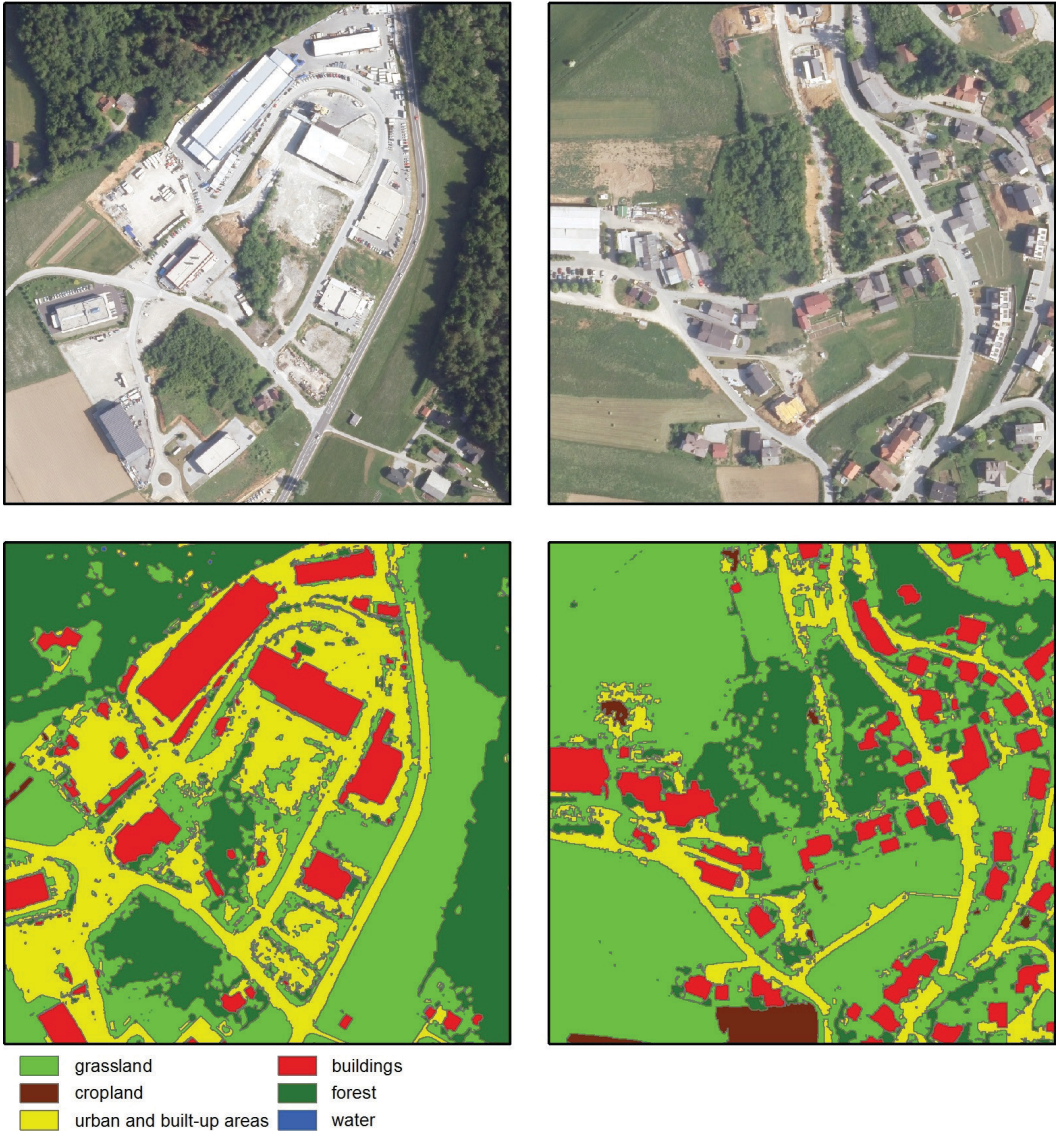 grassland
cropland
urban and built-up areas
buildings
forest
water